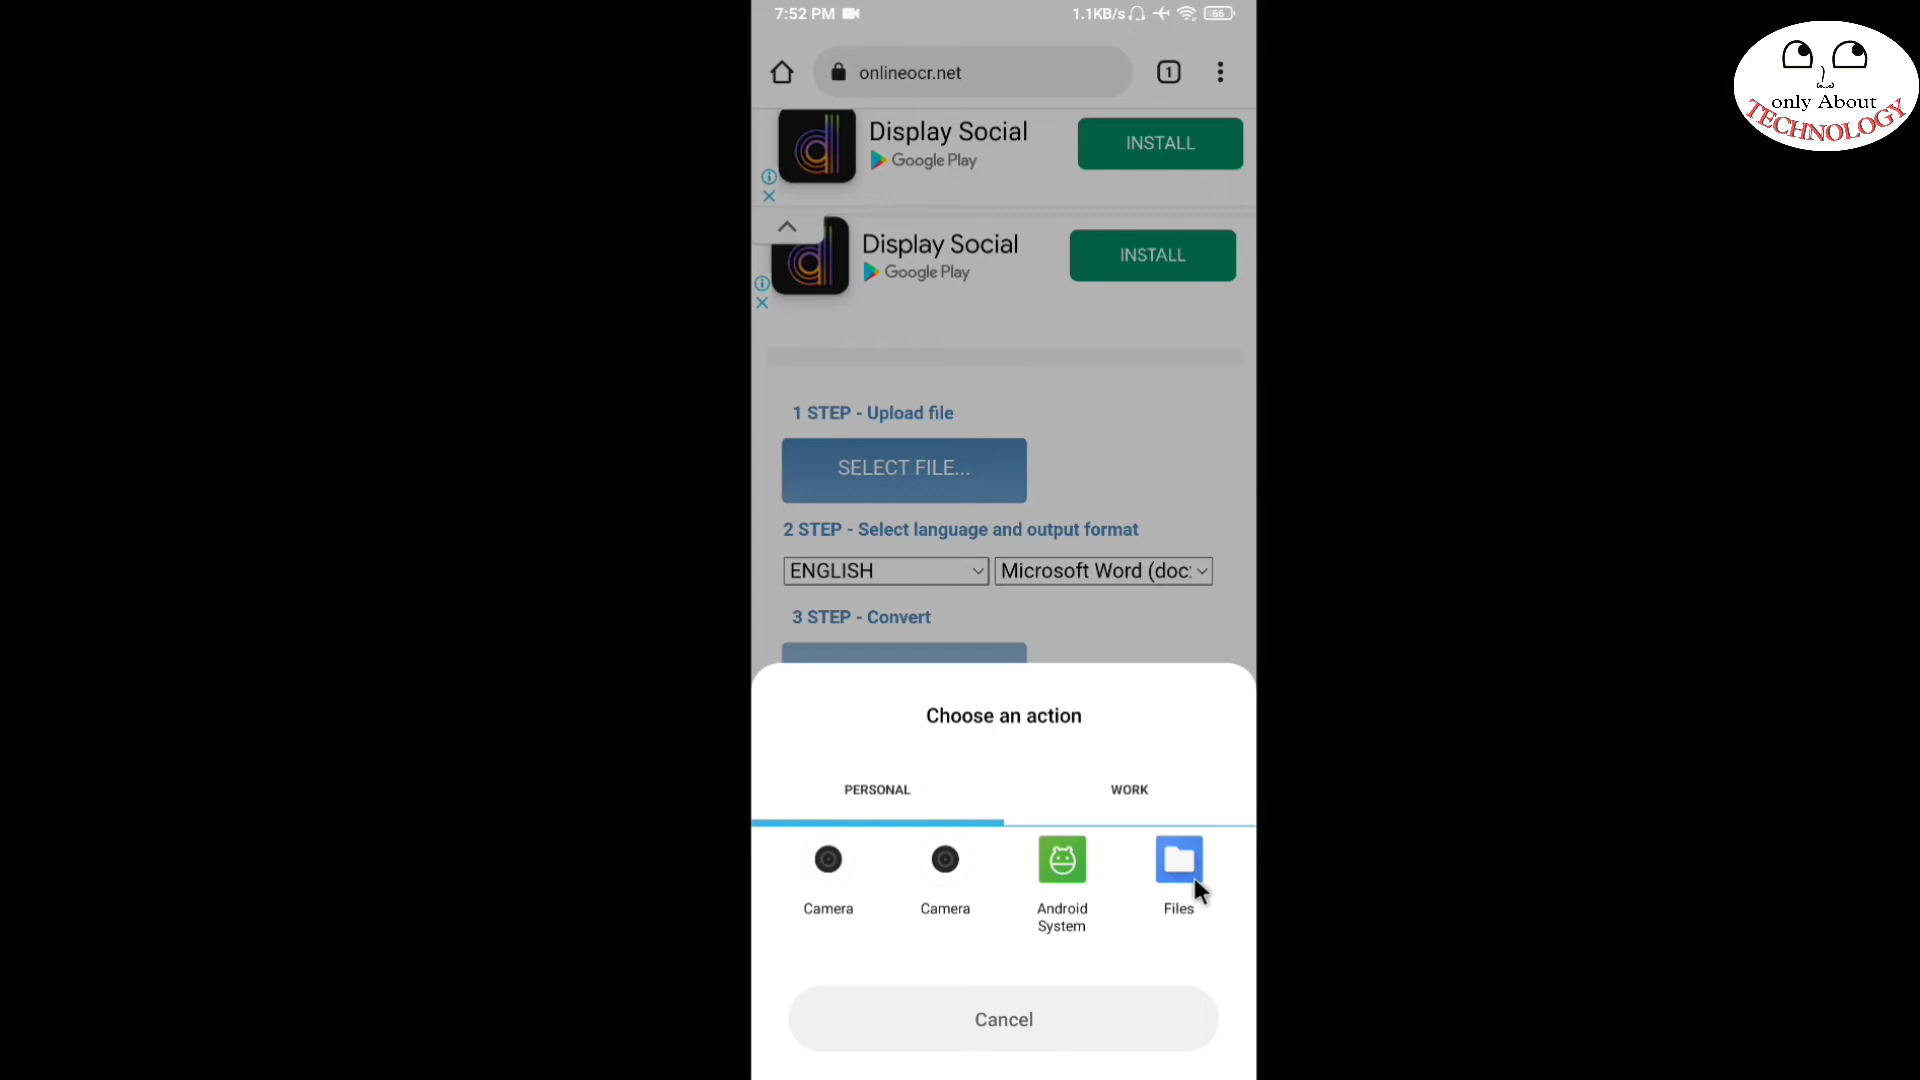 7:52 PM
1.1KB/s
66
onlineocr.net
1
only About
TECHNOLOGY
Display Social
Google Play
INSTALL
Display Social
Google Play
INSTALL
1 STEP - Upload file
SELECT FILE...
2 STEP - Select language and output format
ENGLISH
Microsoft Word (doc
3 STEP - Convert
Choose an action
PERSONAL
WORK
Camera
Camera
Android
System
Files
Cancel